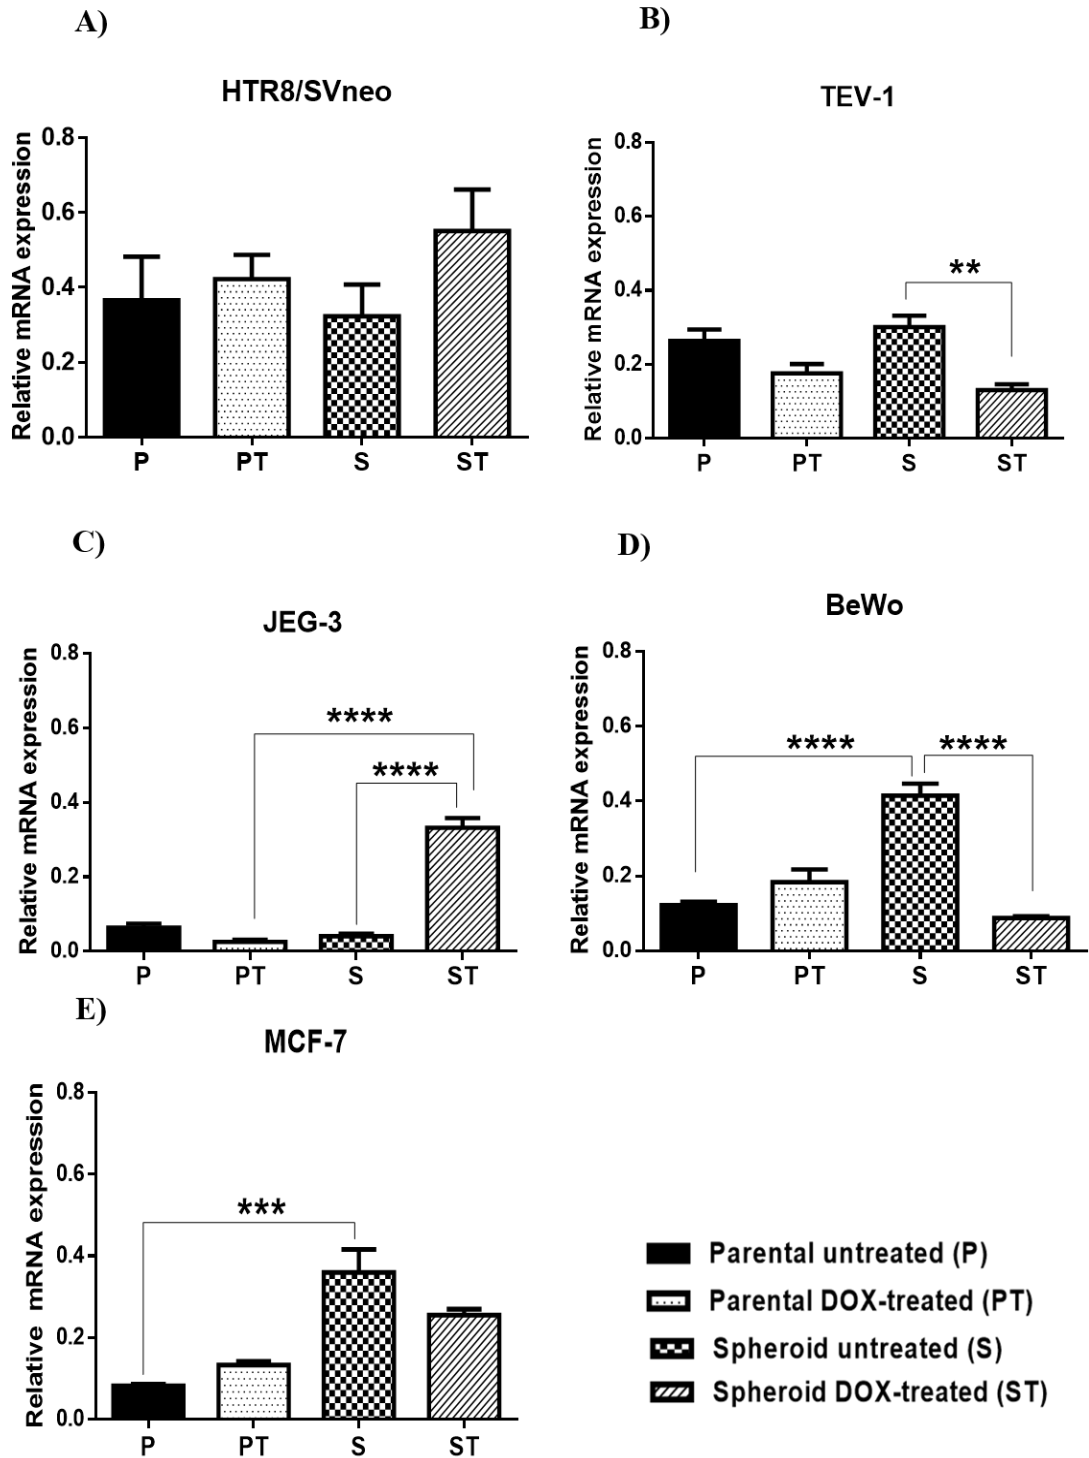 A)
HTR8/SVneo
Relative mRNA expression
0.8
0.6
0.4
0.2
0.0
P PT S ST
B)
TEV-1
Relative mRNA expression
0.8
0.6
0.4
0.2
0.0
**
P PT S ST
C)
JEG-3
Relative mRNA expression
0.8
0.6
0.4
0.2
0.0
****
****
P PT S ST
D)
BeWo
Relative mRNA expression
0.8
0.6
0.4
0.2
0.0
**** ****
P PT S ST
E)
MCF-7
Relative mRNA expression
0.8
0.6
0.4
0.2
0.0
***
P PT S ST
Parental untreated (P)
Parental DOX-treated (PT)
Spheroid untreated (S)
Spheroid DOX-treated (ST)